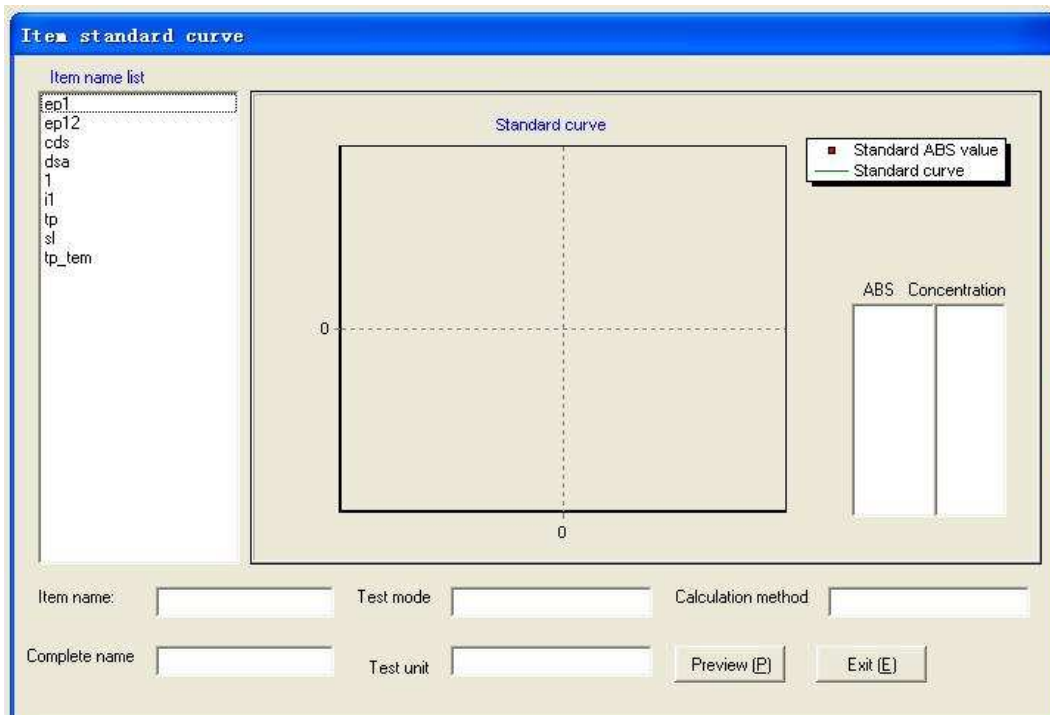 Item standard curve
Item name list
ep1
ep12
cds
dsa
1
i1
tp
sl
tp_tem
Standard curve
0
0
Standard ABS value
Standard curve
ABS Concentration
Item name: Test mode Calculation method
Complete name Test unit Preview (P) Exit (E)